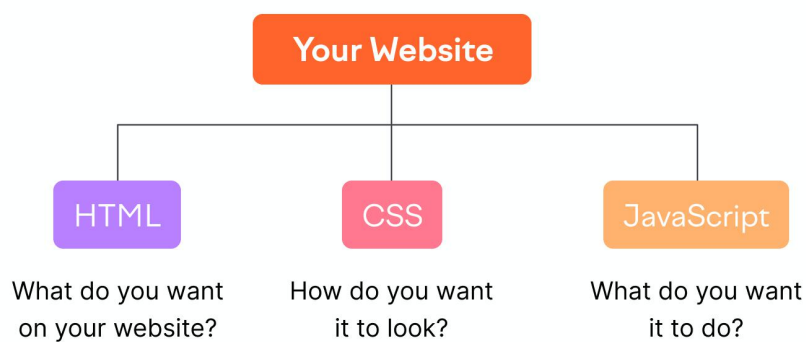 Your Website
HTML
CSS
JavaScript
What do you want
on your website?
How do you want
it to look?
What do you want
it to do?